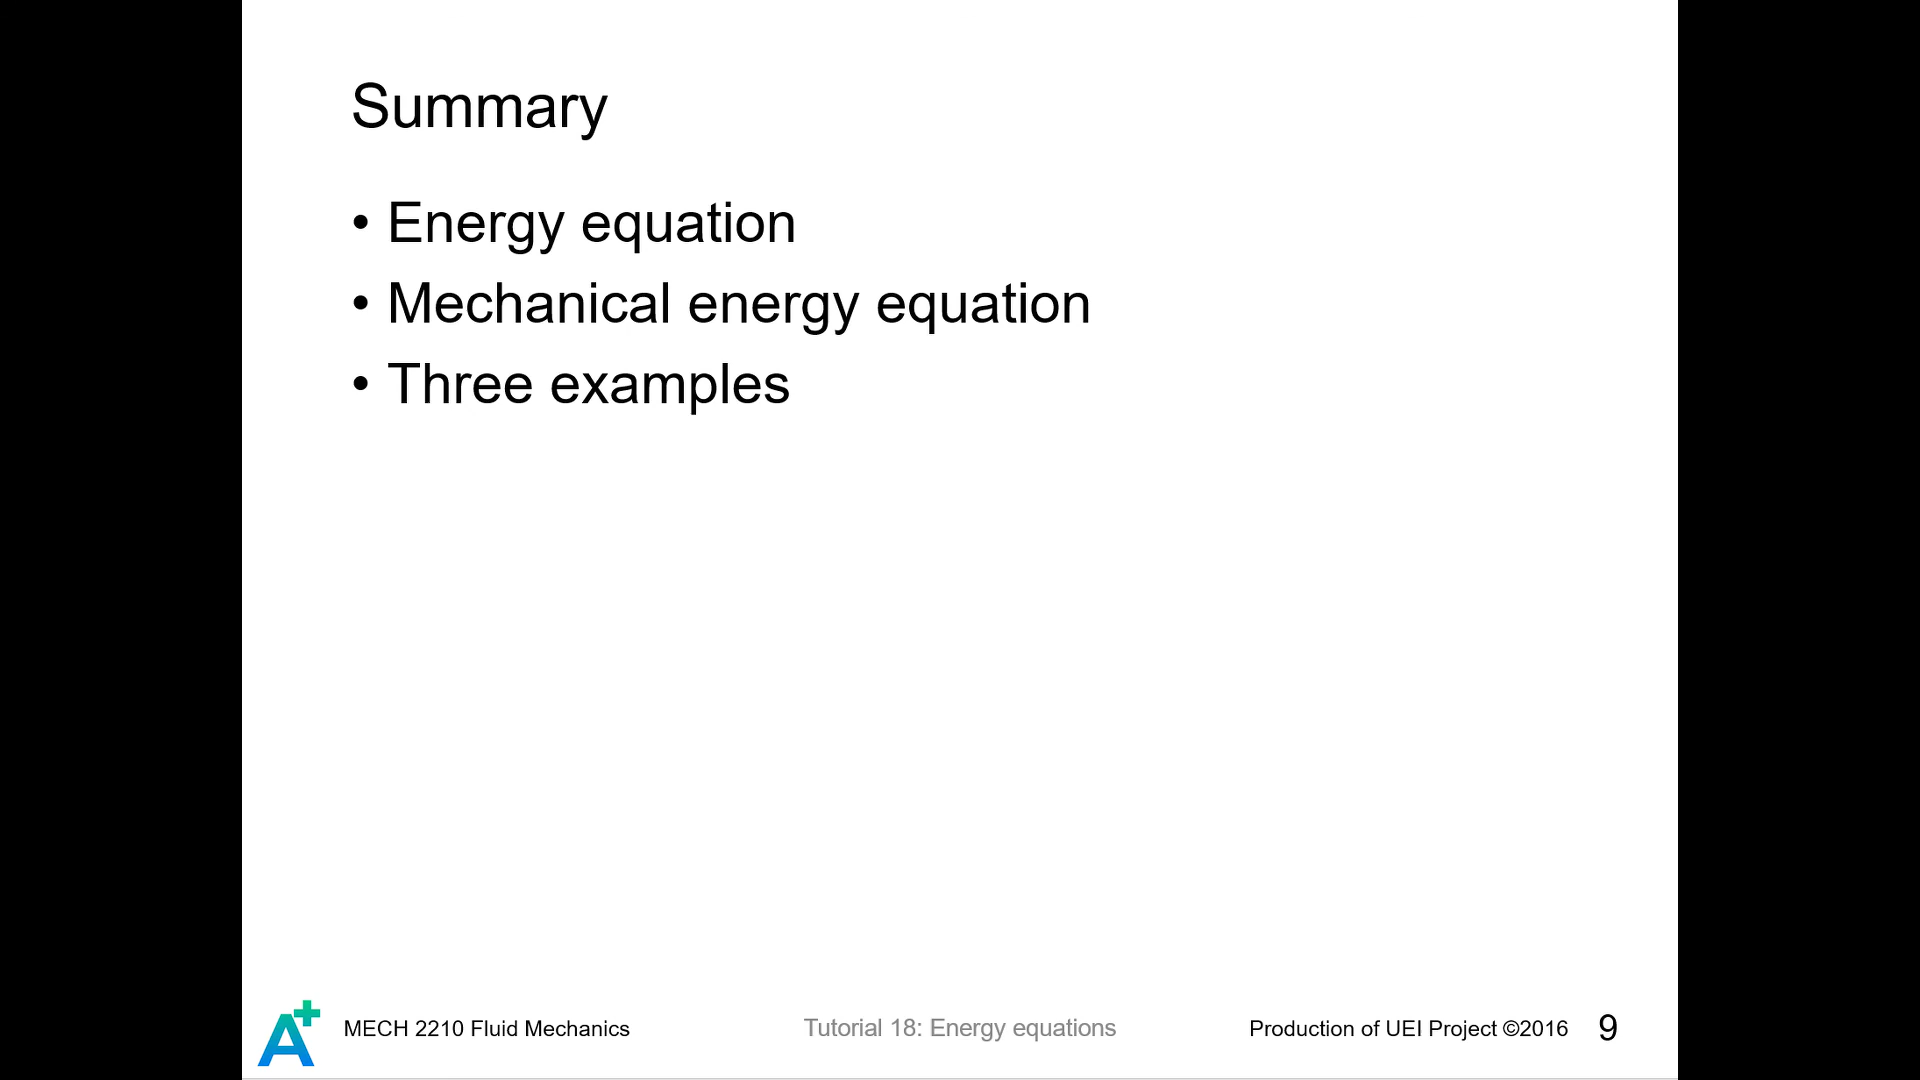 Summary
• Energy equation
• Mechanical energy equation
• Three examples
A+
MECH 2210 Fluid Mechanics
Tutorial 18: Energy equations
Production of UEI Project ©2016
9